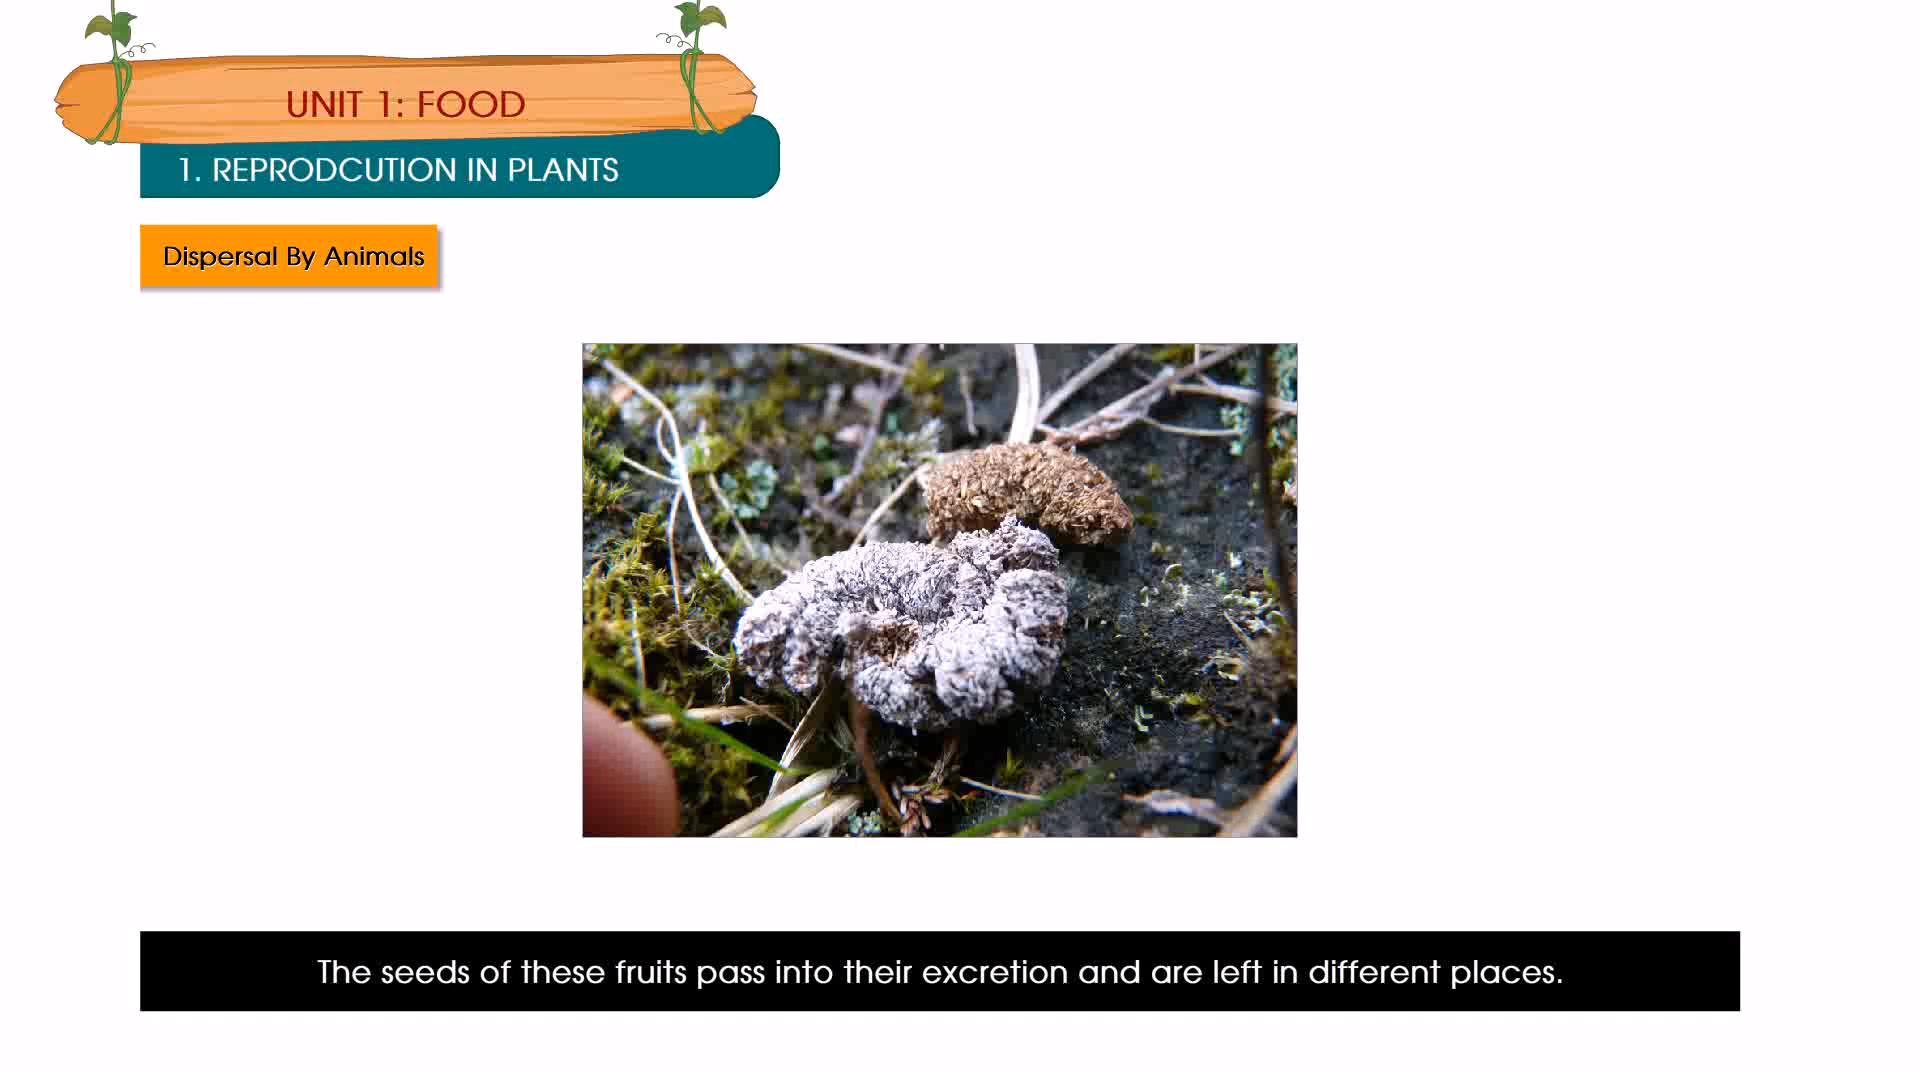 UNIT 1: FOOD
1. REPRODCUTION IN PLANTS
Dispersal By Animals
The seeds of these fruits pass into their excretion and are left in different places.